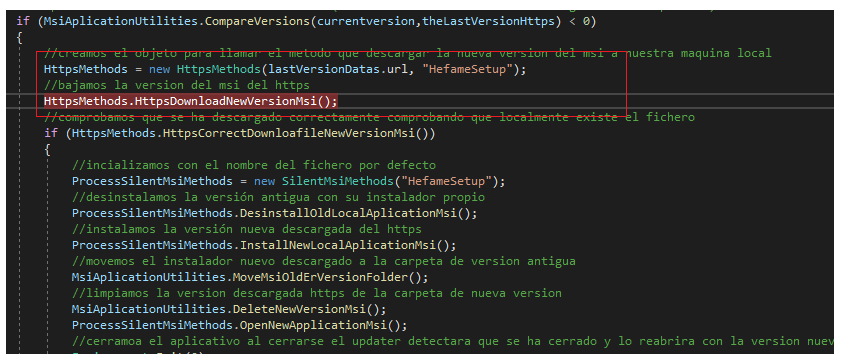 if (MsiAplicationUtilities.CompareVersions(currentversion,theLastVersionHttps) < 0)
{
//creamos el objeto para llamar el metodo que descargar la nueva version del msi a nuestra maquina local
HttpsMethods = new HttpsMethods(lastVersionDatas.url, "HefameSetup");
//bajamos la version del msi del https
HttpsMethods.HttpsDownloadNewVersionMsi();
//comprobamos que se ha descargado correctamente comprobando que localmente existe el fichero
if (HttpsMethods.HttpsCorrectDownloafileNewVersionMsi())
{
//incializamos con el nombre del fichero por defecto
ProcessSilentMsiMethods = new SilentMsiMethods("HefameSetup");
//desinstalamos la versión antigua con su instalador propio
ProcessSilentMsiMethods.DesinstallOldLocalAplicationMsi();
//instalamos la versión nueva descargada del https
ProcessSilentMsiMethods.InstallNewLocalAplicationMsi();
//movemos el instalador nuevo descargado a la carpeta de version antigua
MsiAplicationUtilities.MoveMsiOldErVersionFolder();
//limpiamos la version descargada https de la carpeta de nueva version
MsiAplicationUtilities.DeleteNewVersionMsi();
ProcessSilentMsiMethods.OpenNewApplicationMsi();
//cerramoa el aplicativo al cerrarse el updater detectara que se ha cerrado y lo reabrira con la version nuev